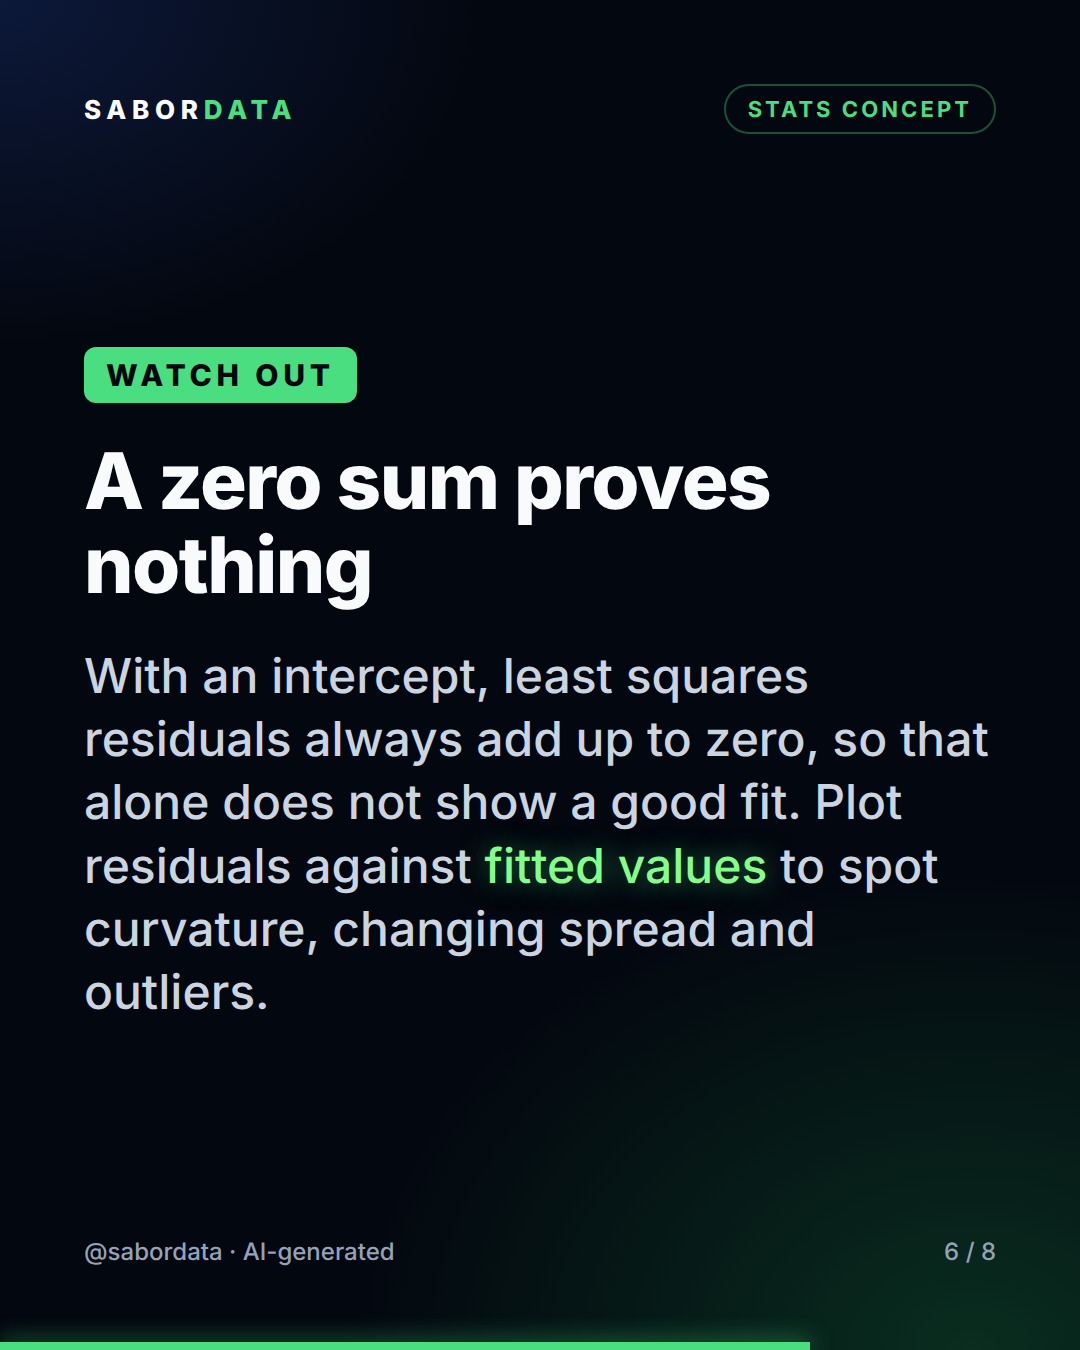 SABORDATA
STATS CONCEPT
WATCH OUT
A zero sum proves
nothing
With an intercept, least squares
residuals always add up to zero, so that
alone does not show a good fit. Plot
residuals against fitted values to spot
curvature, changing spread and
outliers.
@sabordata · AI-generated
6 / 8